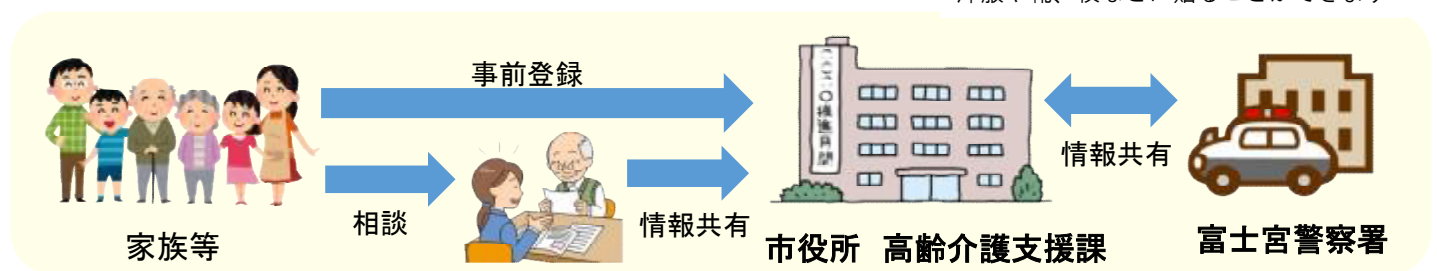 事前登録
相談
情報共有
情報共有
家族等
市役所 高齢介護支援課
富士宮警察署